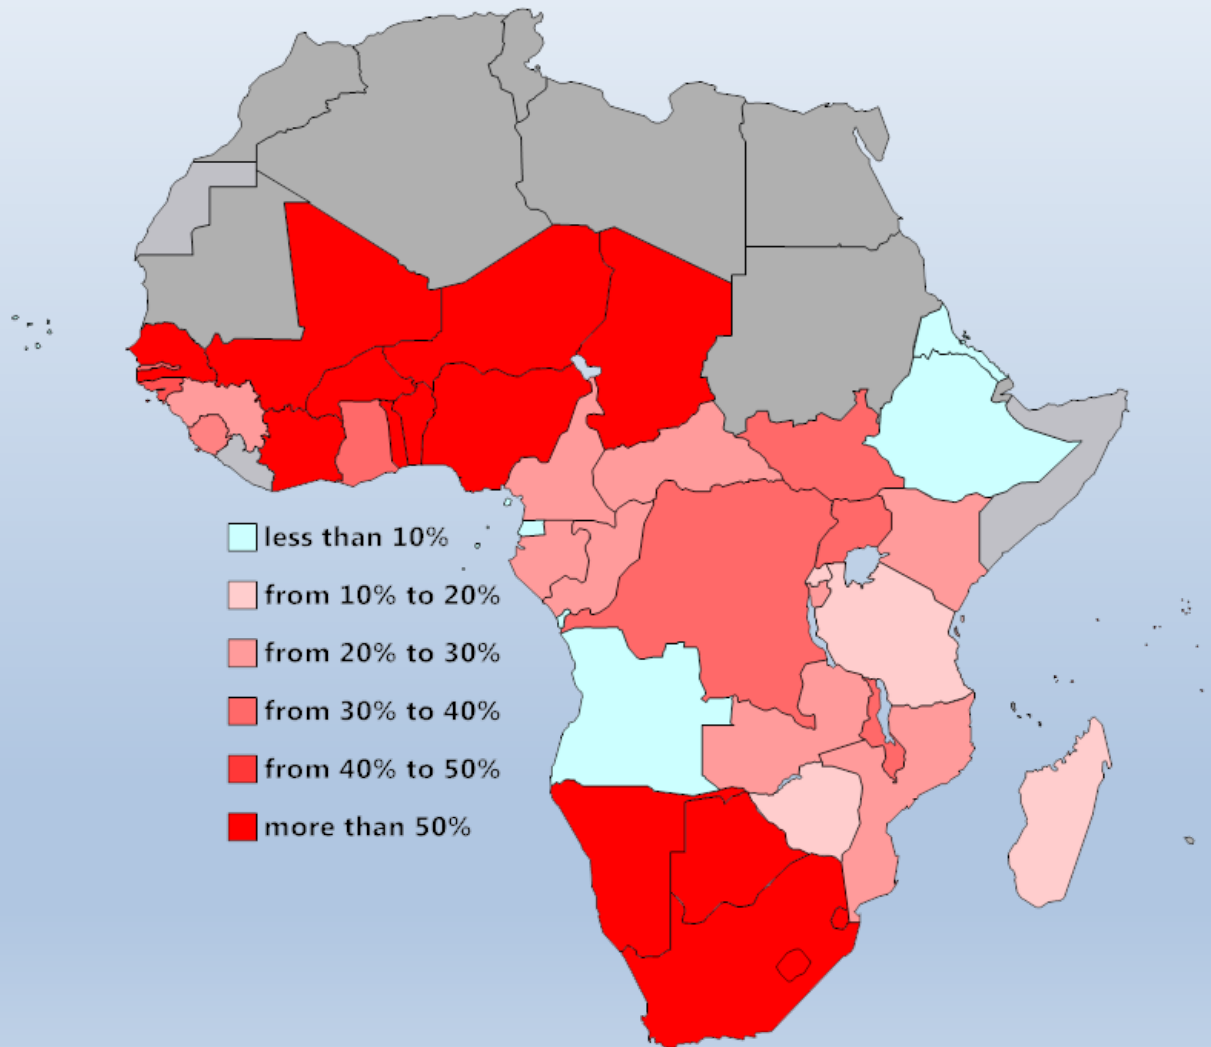 less than 10%
from 10% to 20%
from 20% to 30%
from 30% to 40%
from 40% to 50%
more than 50%